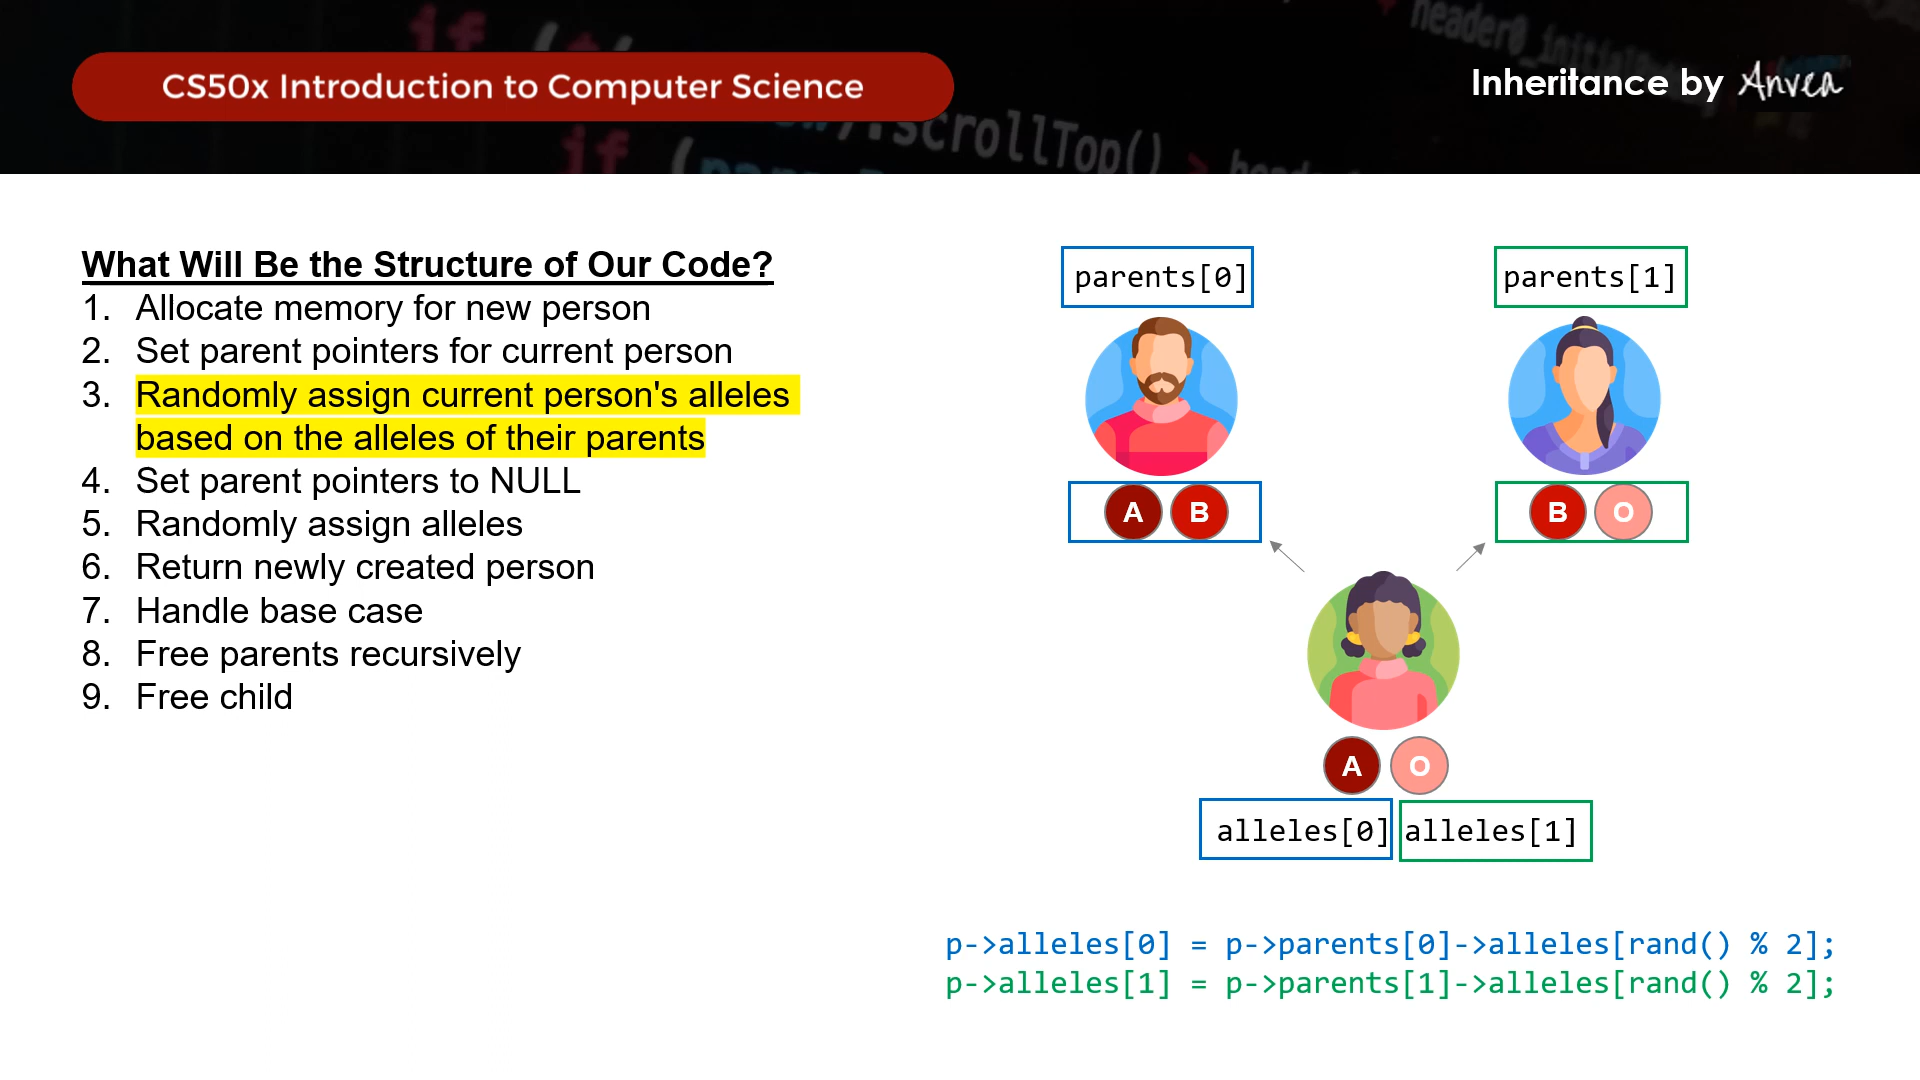 if (
header0_initialP
CS50x Introduction to Computer Science
Inheritance by Anvea
.scrollTop() >
if (
What Will Be the Structure of Our Code?
1. Allocate memory for new person
2. Set parent pointers for current person
3. Randomly assign current person's alleles
based on the alleles of their parents
4. Set parent pointers to NULL
5. Randomly assign alleles
6. Return newly created person
7. Handle base case
8. Free parents recursively
9. Free child
parents[0] parents[1]
A B B O
A O
alleles[0] alleles[1]
p->alleles[0] = p->parents[0]->alleles[rand() % 2];
p->alleles[1] = p->parents[1]->alleles[rand() % 2];